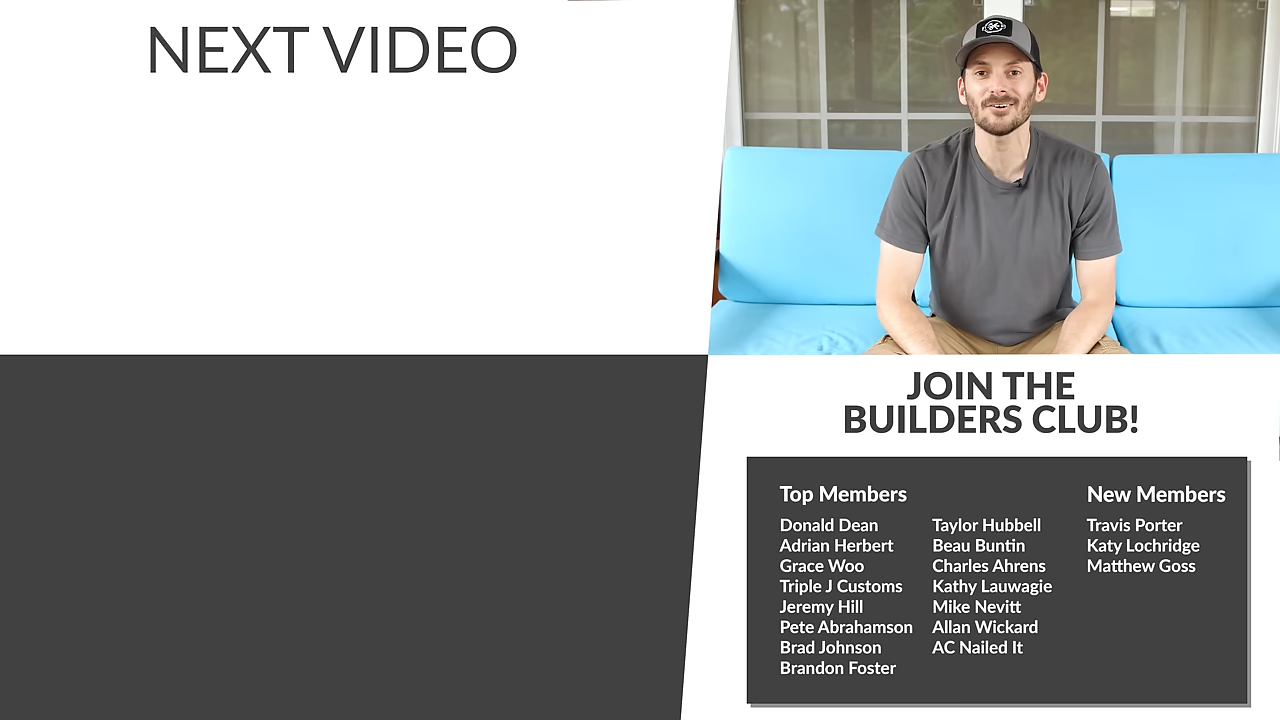 NEXT VIDEO
JOIN THE
BUILDERS CLUB!
Top Members
Donald Dean
Adrian Herbert
Grace Woo
Triple J Customs
Jeremy Hill
Pete Abrahamson
Brad Johnson
Brandon Foster
Taylor Hubbell
Beau Buntin
Charles Ahrens
Kathy Lauwagie
Mike Nevitt
Allan Wickard
AC Nailed It
New Members
Travis Porter
Katy Lochridge
Matthew Goss